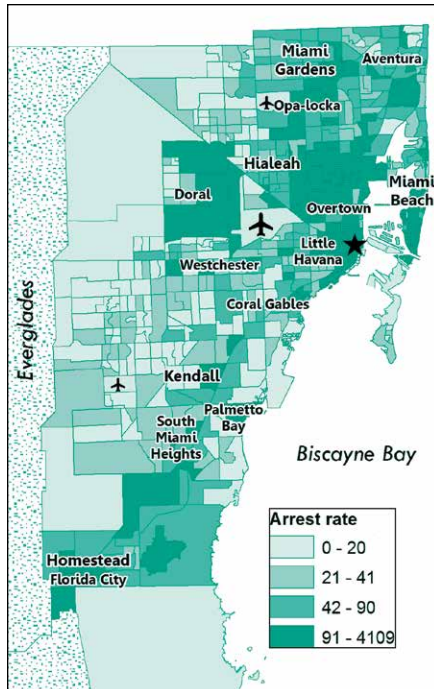 Miami
Gardens
Aventura
Opa-locka
Hialeah
Doral
Miami
Beach
Overtown
Little
Havana
Westchester
Coral Gables
Everglades
Kendall
Palmetto
Bay
South
Miami
Heights
Biscayne Bay
Homestead
Florida City
Arrest rate
0 - 20
21 - 41
42 - 90
91 - 4109